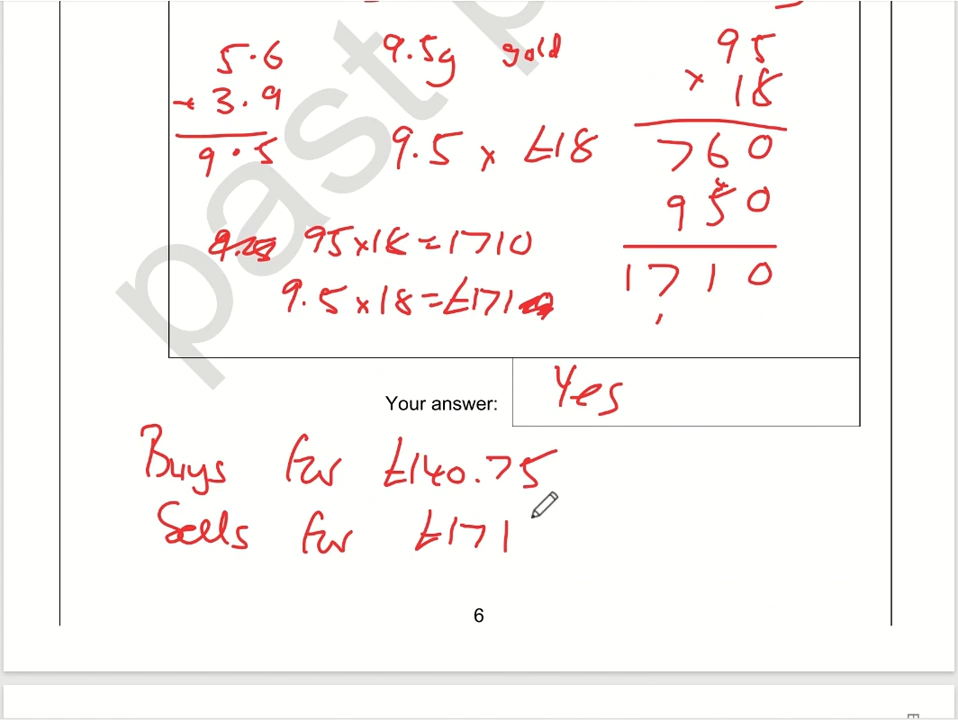 5.6
+ 3.9
9.5
9.5g gold
9.5 x £18
95
x 18
760
950
1710
95x18=1710
9.5x18=£171
past p
Your answer: Yes
Buys for £140.75
Sells for £171
6